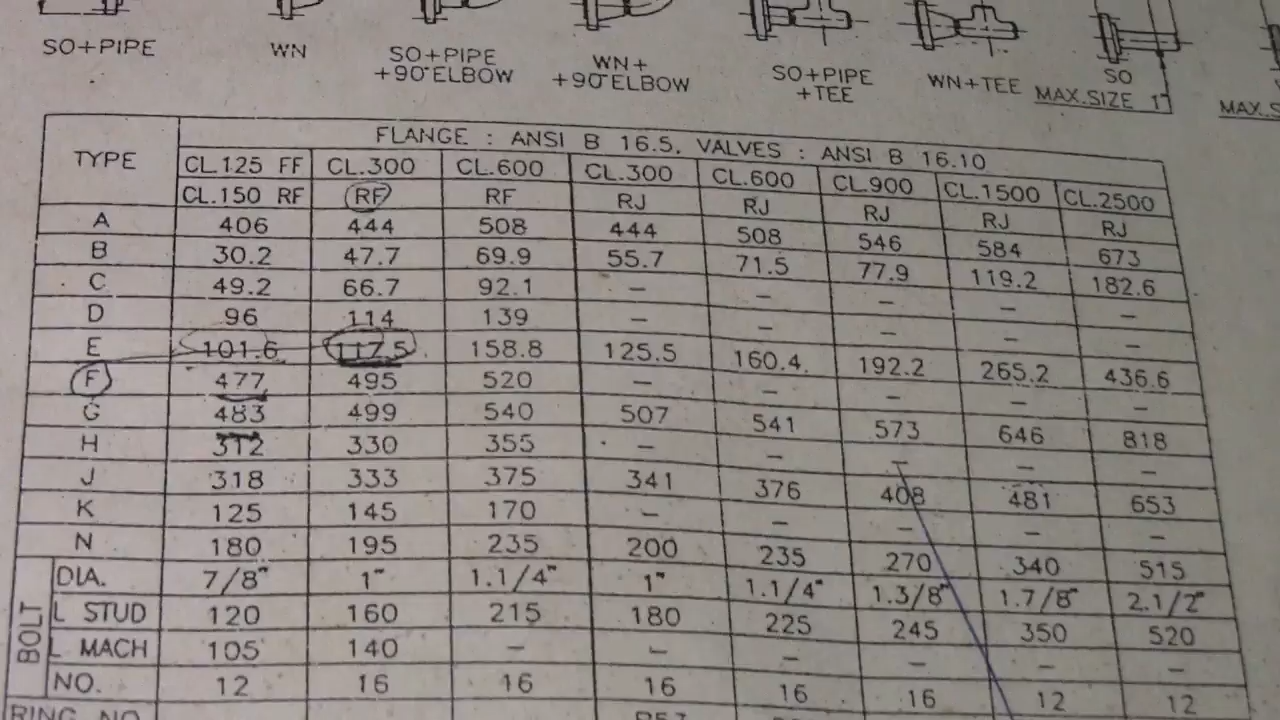 SO+PIPE
WN
SO+PIPE
+90°ELBOW
WN+
+90°ELBOW
SO+PIPE
+TEE
WN+TEE
SO
MAX.SIZE 1"
MAX.S
TYPE
FLANGE : ANSI B 16.5. VALVES : ANSI B 16.10
CL.125 FF CL.300 CL.600 CL.300 CL.600 CL.900 CL.1500 CL.2500
CL.150 RF RF RF RJ RJ RJ RJ RJ
A 406 444 508 444 508 546 584 673
B 30.2 47.7 69.9 55.7 71.5 77.9 119.2 182.6
C 49.2 66.7 92.1 – – – – –
D 96 114 139 – – – – –
E 101.6 117.5 158.8 125.5 160.4. 192.2 265.2 436.6
F 477 495 520 – – – – –
G 483 499 540 507 541 573 646 818
H 312 330 355 – – – – –
J 318 333 375 341 376 408 481 653
K 125 145 170 – – – – –
N 180 195 235 200 235 270 340 515
BOLT
DIA. 7/8" 1" 1.1/4" 1" 1.1/4" 1.3/8" 1.7/8" 2.1/2"
L STUD 120 160 215 180 225 245 350 520
L MACH 105 140 – – – – – –
NO. 12 16 16 16 16 16 12 12
RING NO. R57